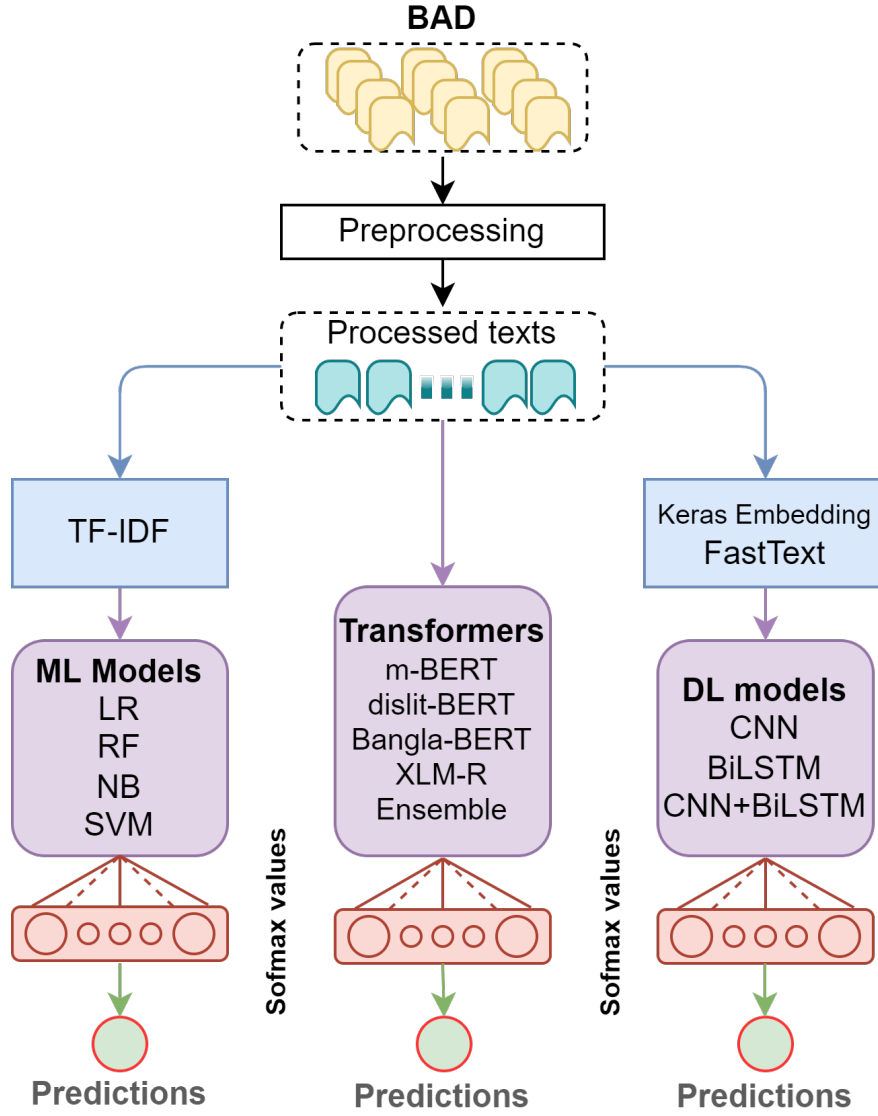 BAD
Preprocessing
Processed texts
TF-IDF
Keras Embedding
FastText
ML Models
LR
RF
NB
SVM
Transformers
m-BERT
dislit-BERT
Bangla-BERT
XLM-R
Ensemble
DL models
CNN
BiLSTM
CNN+BiLSTM
Sofmax values
Sofmax values
Predictions
Predictions
Predictions